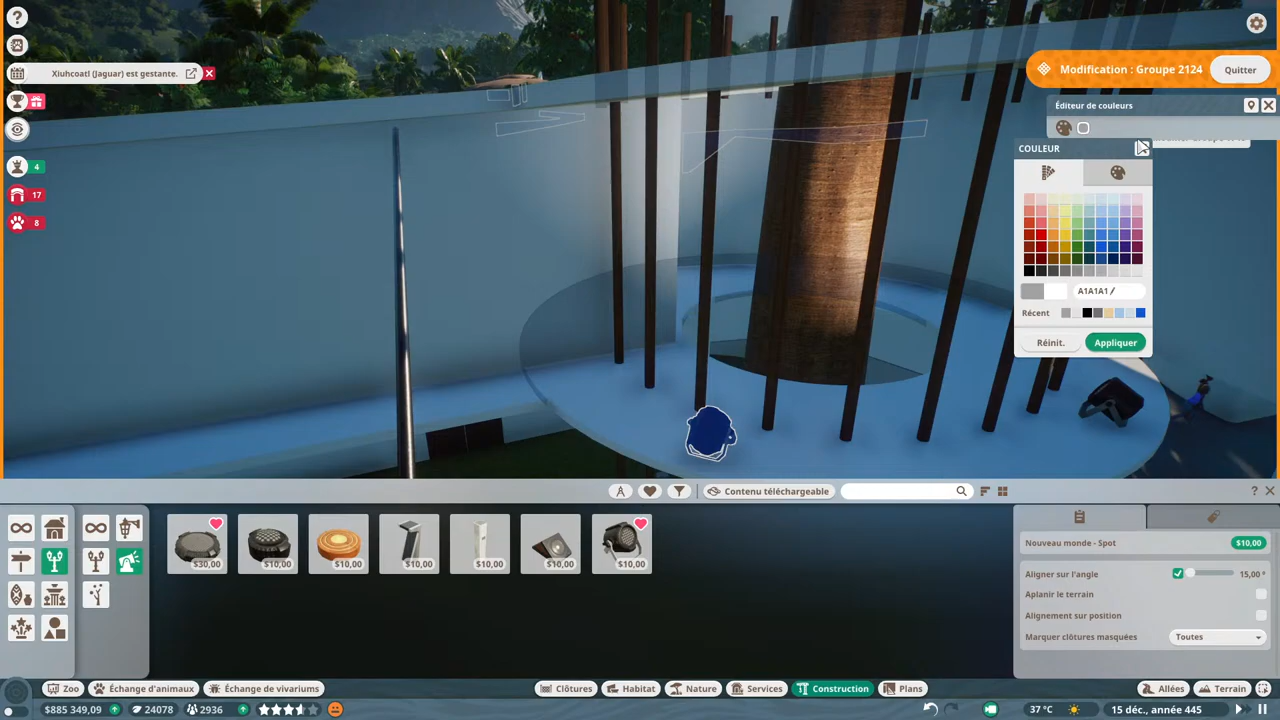 ?
Xiuhcoatl (Jaguar) est gestante.
4
17
8
Modification : Groupe 2124
Quitter
Éditeur de couleurs
COULEUR
A1A1A1
Récent
Réinit.
Appliquer
Contenu téléchargeable
?
$30,00
$10,00
$10,00
$10,00
$10,00
$10,00
$10,00
Nouveau monde - Spot
$10,00
Aligner sur l'angle
15,00 °
Aplanir le terrain
Alignement sur position
Marquer clôtures masquées
Toutes
Zoo
Échange d'animaux
Échange de vivariums
Clôtures
Habitat
Nature
Services
Construction
Plans
Allées
Terrain
$885 349,09
24078
2936
37 °C
15 déc., année 445